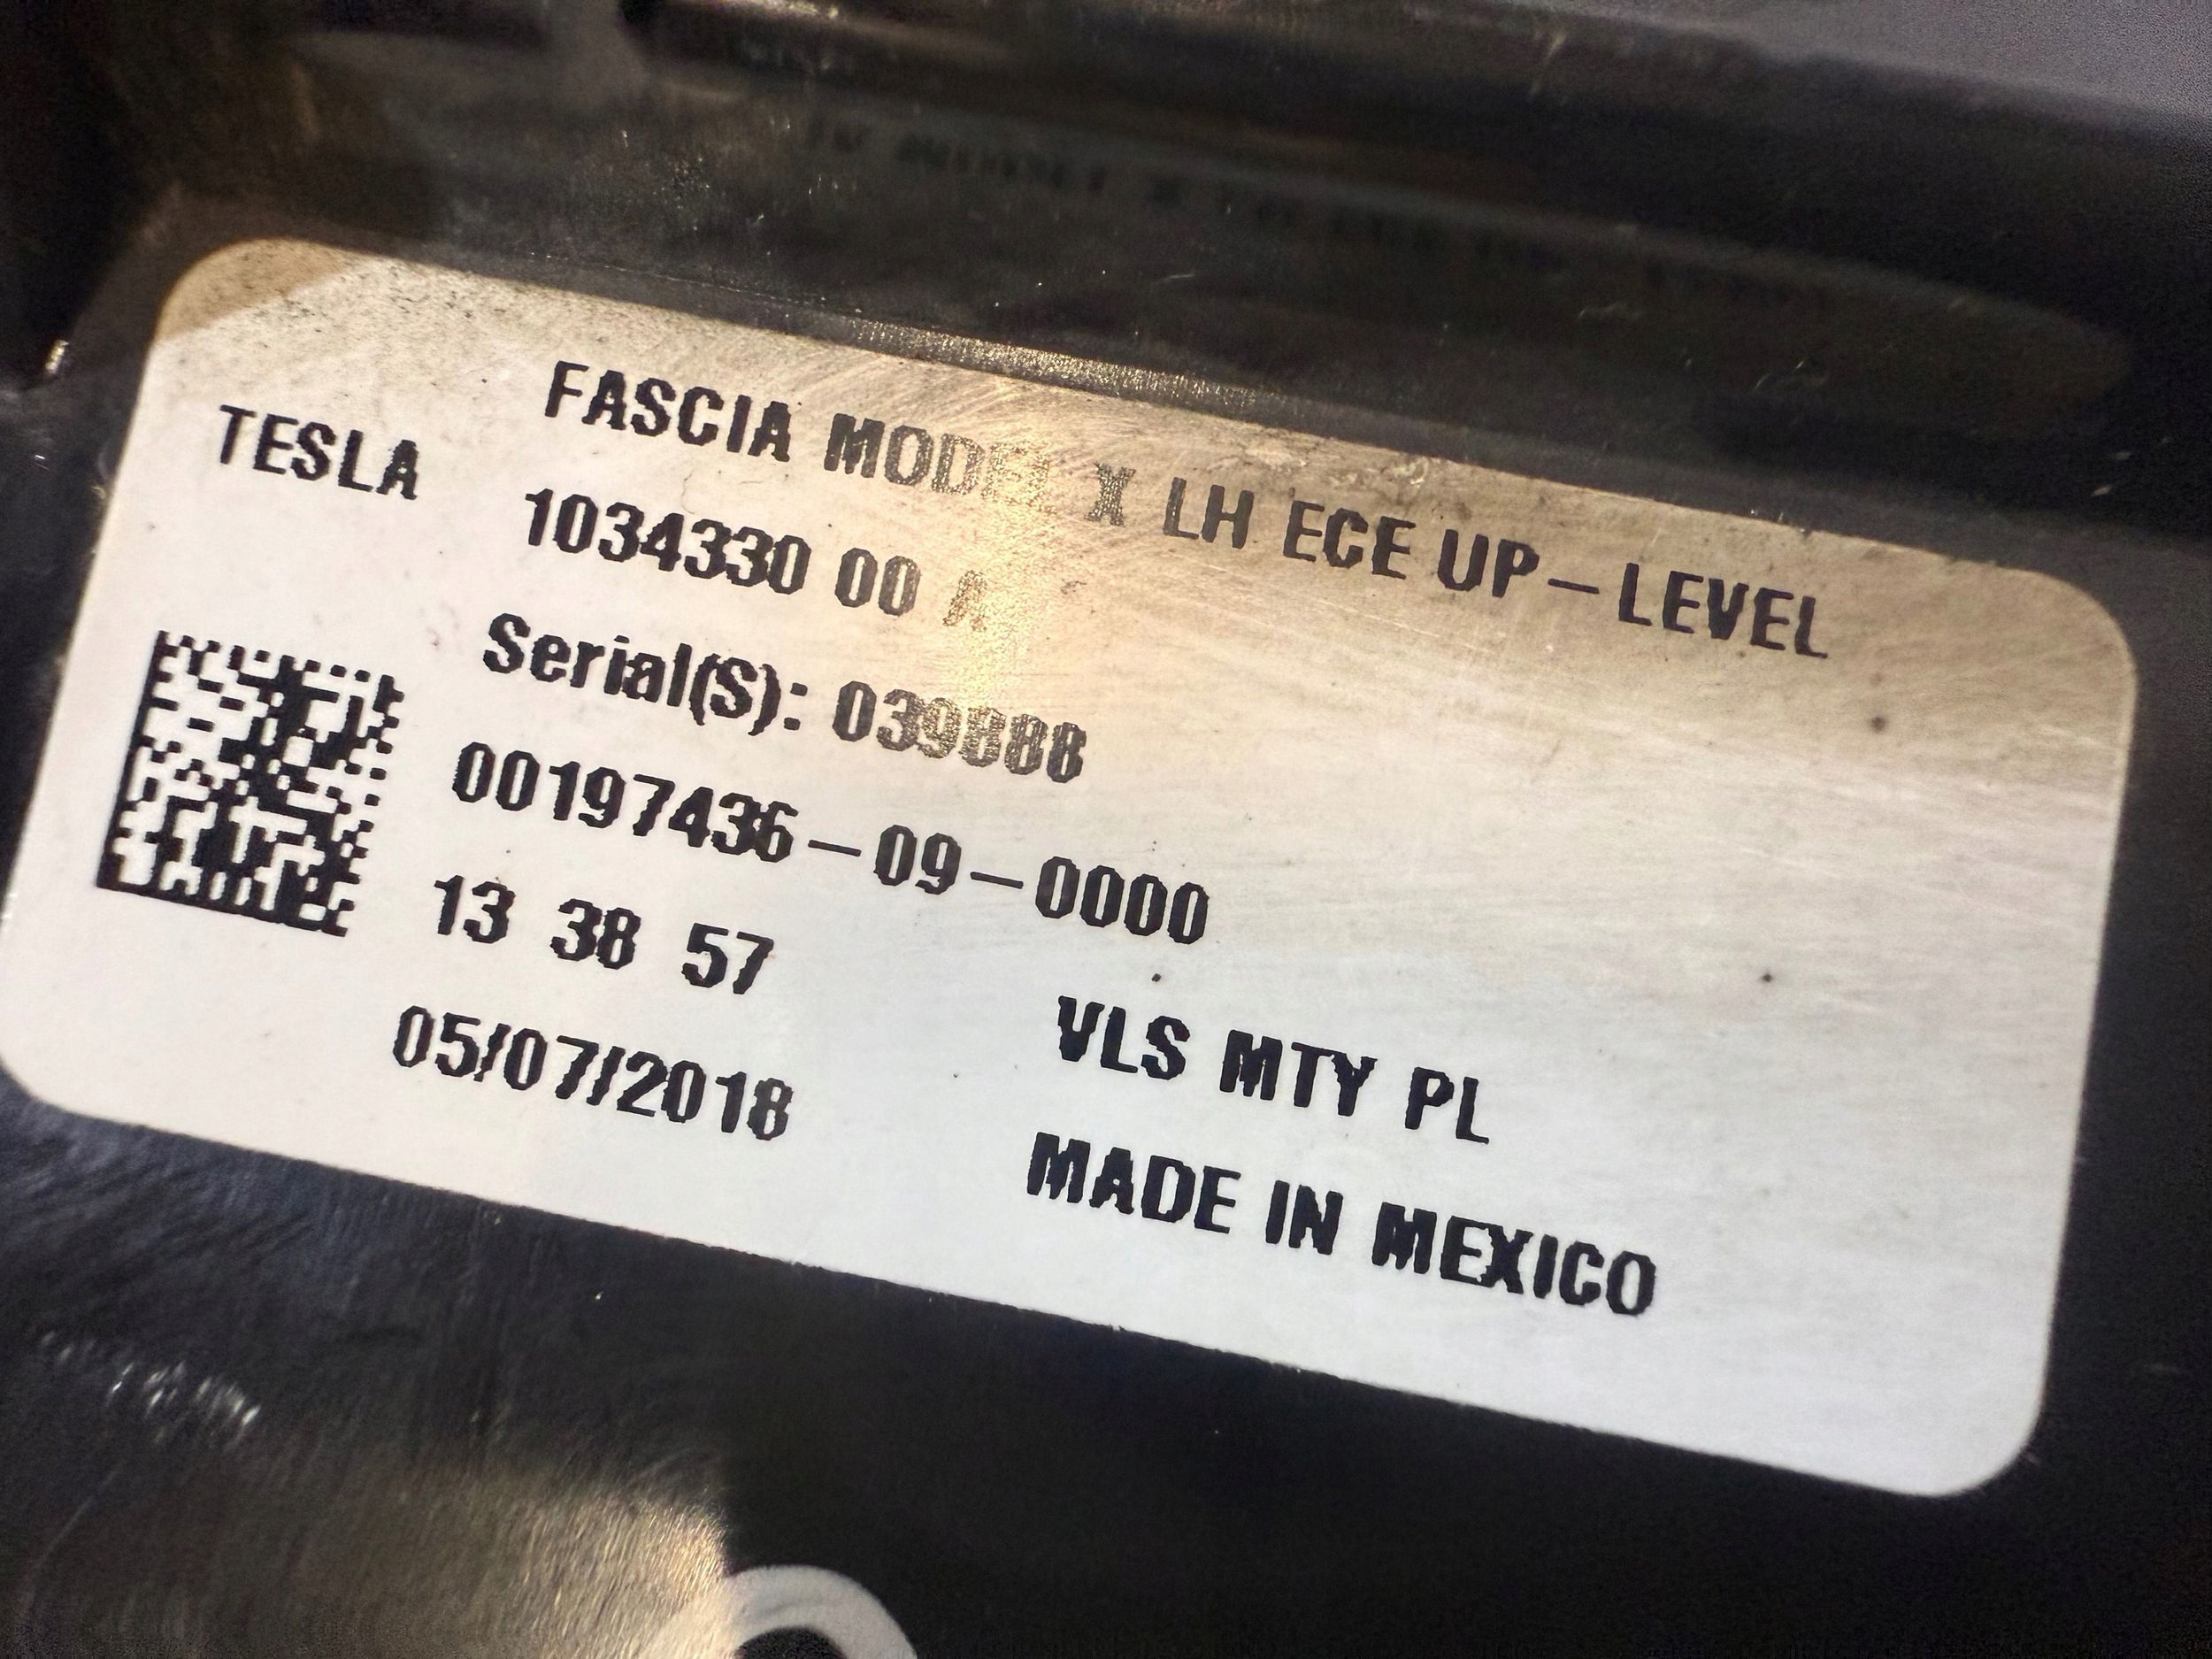 FASCIA MODEL X LH ECE UP-LEVEL
TESLA
1034330 00 A
Serial(S): 039888
00197436-09-0000
13 38 57
05/07/2018
VLS MTY PL
MADE IN MEXICO